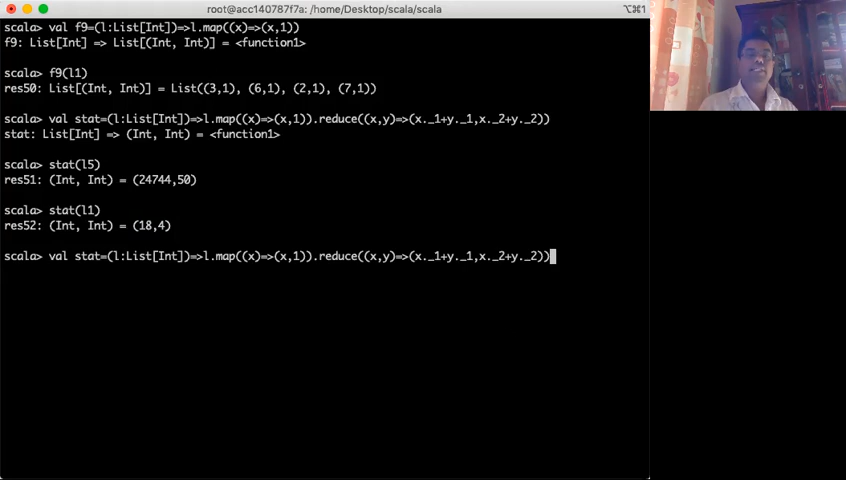 root@acc140787f7a: /home/Desktop/scala/scala
⌥⌘1
scala> val f9=(l:List[Int])=>l.map((x)=>(x,1))
f9: List[Int] => List[(Int, Int)] = <function1>
scala> f9(l1)
res50: List[(Int, Int)] = List((3,1), (6,1), (2,1), (7,1))
scala> val stat=(l:List[Int])=>l.map((x)=>(x,1)).reduce((x,y)=>(x._1+y._1,x._2+y._2))
stat: List[Int] => (Int, Int) = <function1>
scala> stat(l5)
res51: (Int, Int) = (24744,50)
scala> stat(l1)
res52: (Int, Int) = (18,4)
scala> val stat=(l:List[Int])=>l.map((x)=>(x,1)).reduce((x,y)=>(x._1+y._1,x._2+y._2))